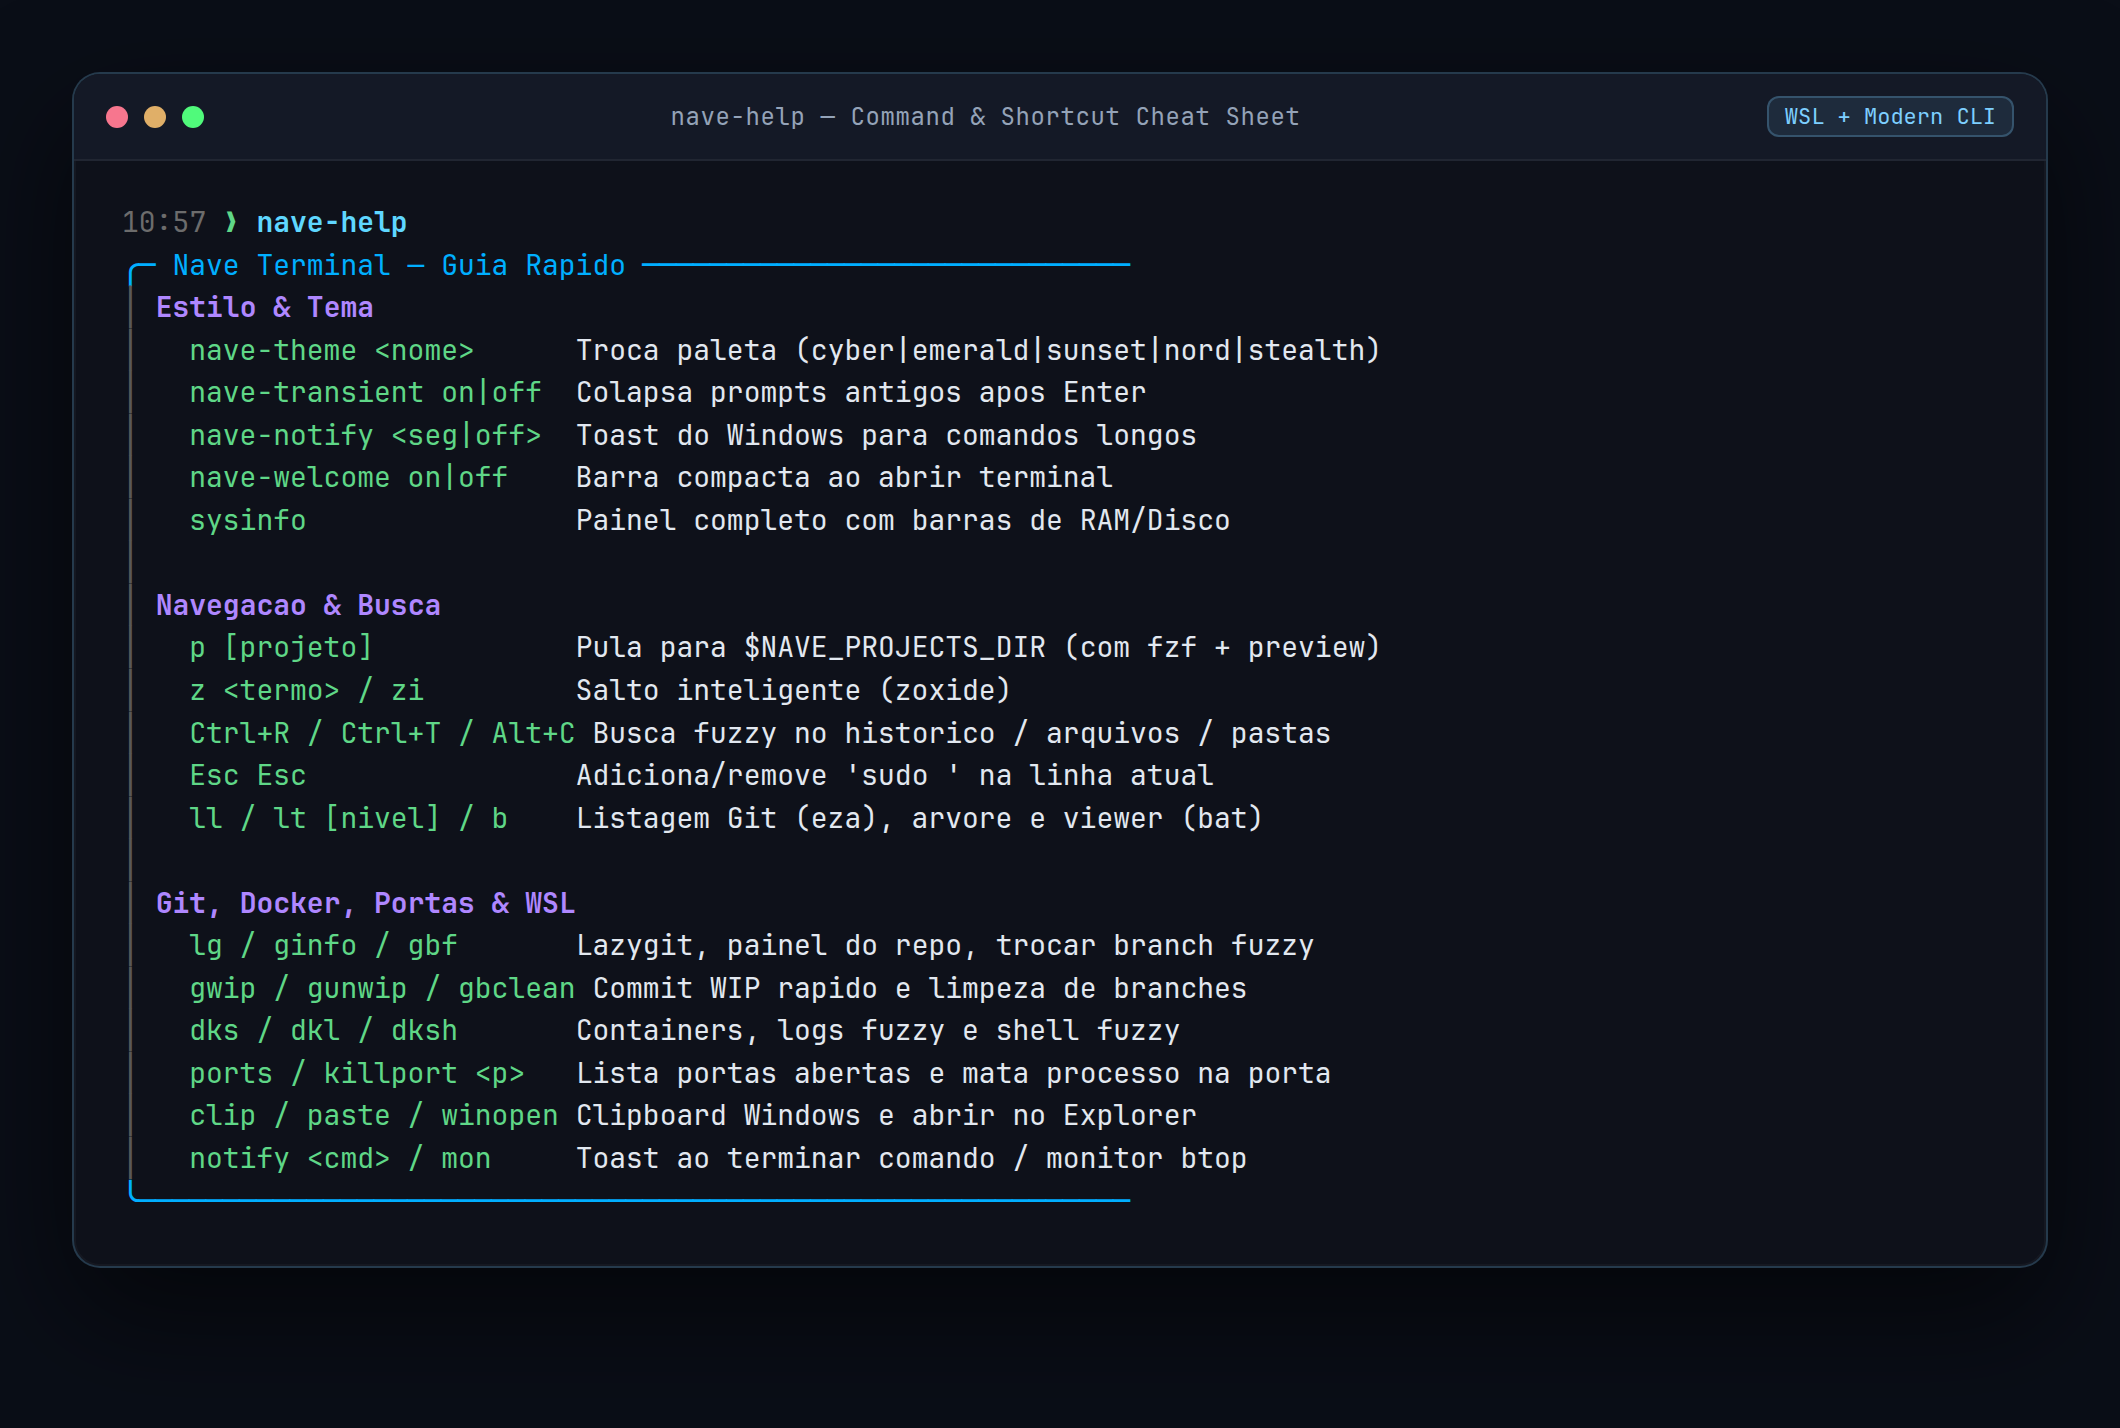 nave-help — Command & Shortcut Cheat Sheet
WSL + Modern CLI
10:57 ❯ nave-help
╭─ Nave Terminal — Guia Rapido ─────────────────────────────
│ Estilo & Tema
│   nave-theme <nome>      Troca paleta (cyber|emerald|sunset|nord|stealth)
│   nave-transient on|off  Colapsa prompts antigos apos Enter
│   nave-notify <seg|off>  Toast do Windows para comandos longos
│   nave-welcome on|off    Barra compacta ao abrir terminal
│   sysinfo                Painel completo com barras de RAM/Disco
│
│ Navegacao & Busca
│   p [projeto]            Pula para $NAVE_PROJECTS_DIR (com fzf + preview)
│   z <termo> / zi         Salto inteligente (zoxide)
│   Ctrl+R / Ctrl+T / Alt+C Busca fuzzy no historico / arquivos / pastas
│   Esc Esc                Adiciona/remove 'sudo ' na linha atual
│   ll / lt [nivel] / b    Listagem Git (eza), arvore e viewer (bat)
│
│ Git, Docker, Portas & WSL
│   lg / ginfo / gbf       Lazygit, painel do repo, trocar branch fuzzy
│   gwip / gunwip / gbclean Commit WIP rapido e limpeza de branches
│   dks / dkl / dksh       Containers, logs fuzzy e shell fuzzy
│   ports / killport <p>   Lista portas abertas e mata processo na porta
│   clip / paste / winopen Clipboard Windows e abrir no Explorer
│   notify <cmd> / mon     Toast ao terminar comando / monitor btop
╰───────────────────────────────────────────────────────────